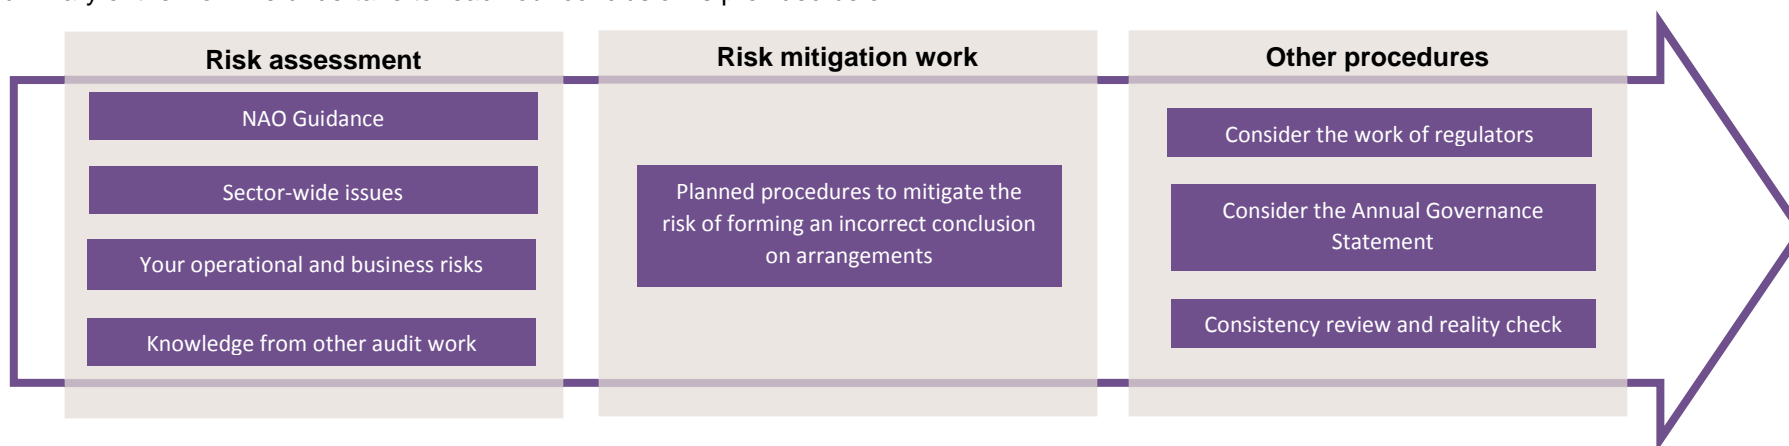 Risk assessment
NAO Guidance
Sector-wide issues
Your operational and business risks
Knowledge from other audit work
Risk mitigation work
Planned procedures to mitigate the
risk of forming an incorrect conclusion
on arrangements
Other procedures
Consider the work of regulators
Consider the Annual Governance
Statement
Consistency review and reality check